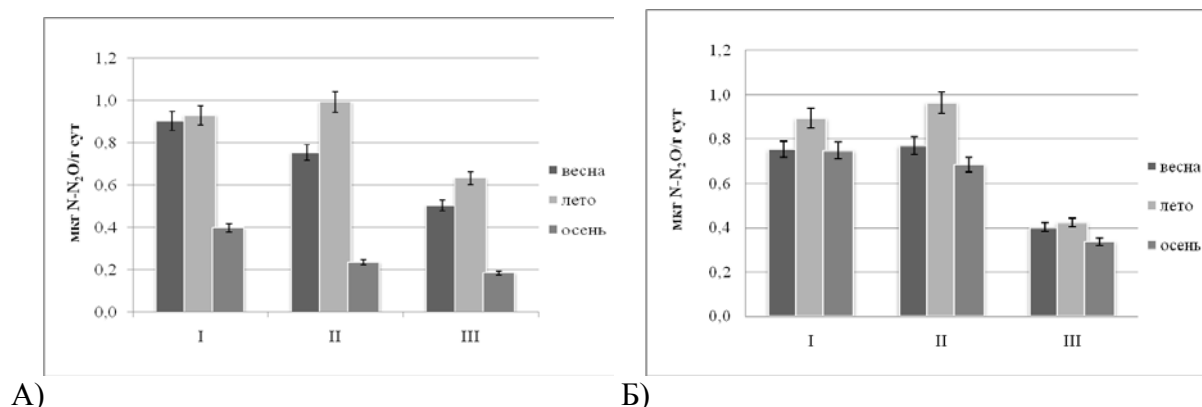 1,2
1,0
0,8
0,6
0,4
0,2
0,0
мкг N-N₂O/г сут
I II III
весна
лето
осень
А)
1,2
1,0
0,8
0,6
0,4
0,2
0,0
мкг N-N₂O/г сут
I II III
весна
лето
осень
Б)